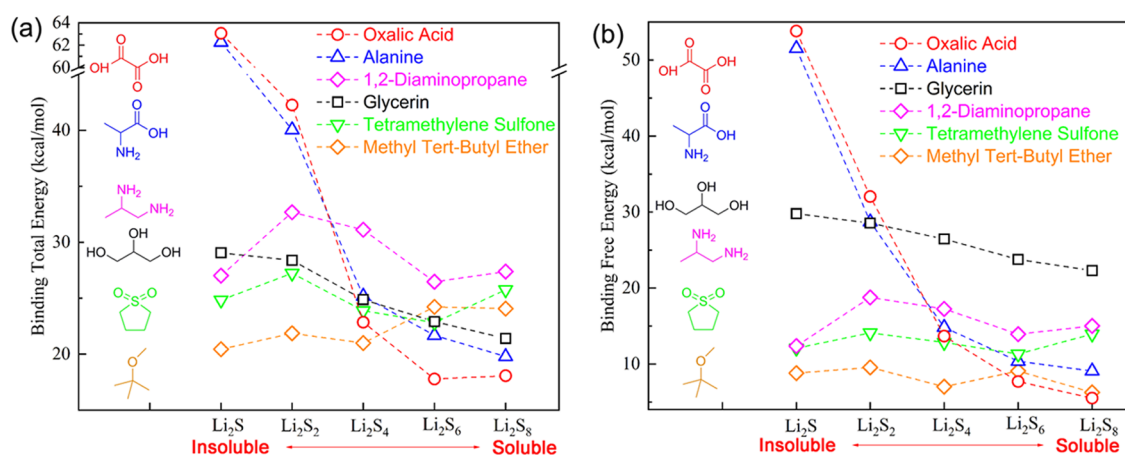 (a)
Binding Total Energy (kcal/mol)
64
62
60
40
30
20
Oxalic Acid
Alanine
1,2-Diaminopropane
Glycerin
Tetramethylene Sulfone
Methyl Tert-Butyl Ether
O
OH
OH
O
O
OH
NH2
NH2
NH2
OH
HO
OH
O
O
S
O
Li2S
Li2S2
Li2S4
Li2S6
Li2S8
Insoluble
Soluble
(b)
Binding Free Energy (kcal/mol)
50
40
30
20
10
Oxalic Acid
Alanine
Glycerin
1,2-Diaminopropane
Tetramethylene Sulfone
Methyl Tert-Butyl Ether
O
OH
OH
O
O
OH
NH2
OH
HO
OH
NH2
NH2
O
O
S
O
Li2S
Li2S2
Li2S4
Li2S6
Li2S8
Insoluble
Soluble